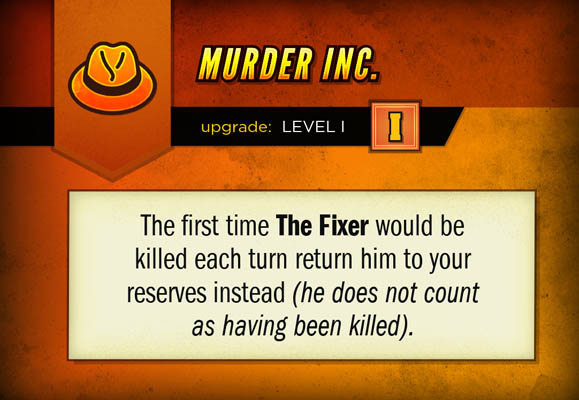 MURDER INC.
upgrade: LEVEL I
I
The first time The Fixer would be
killed each turn return him to your
reserves instead (he does not count
as having been killed).